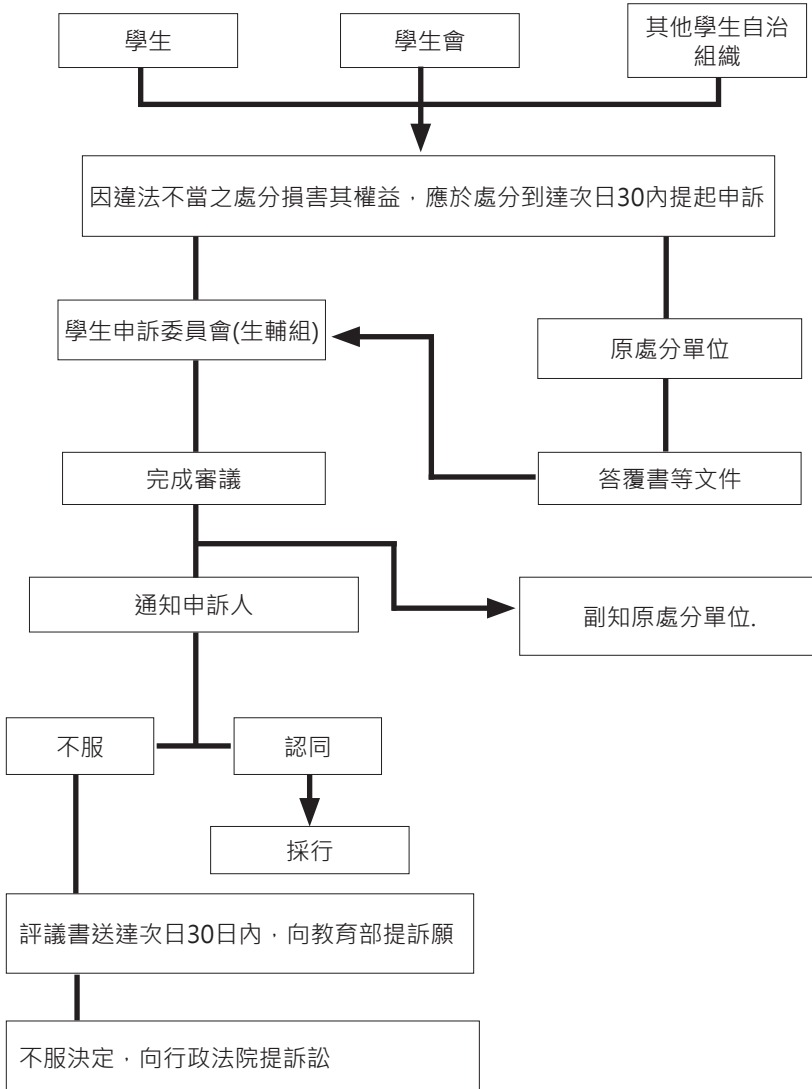 學生
學生會
其他學生自治
組織
因違法不當之處分損害其權益，應於處分到達次日30內提起申訴
學生申訴委員會(生輔組)
原處分單位
完成審議
答覆書等文件
通知申訴人
副知原處分單位.
不服
認同
採行
評議書送達次日30日內，向教育部提訴願
不服決定，向行政法院提訴訟